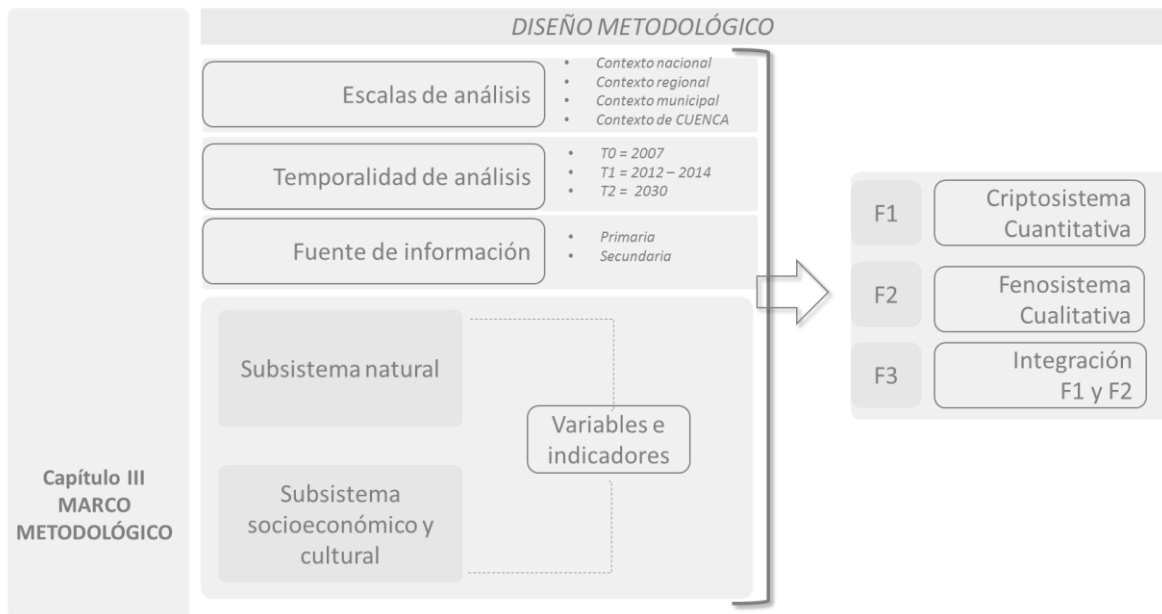 DISEÑO METODOLÓGICO
Escalas de análisis
• Contexto nacional
• Contexto regional
• Contexto municipal
• Contexto de CUENCA
Temporalidad de análisis
• T0 = 2007
• T1 = 2012 – 2014
• T2 = 2030
Fuente de información
• Primaria
• Secundaria
Subsistema natural
Variables e
indicadores
Subsistema
socioeconómico y
cultural
Capítulo III
MARCO
METODOLÓGICO
F1
Criptosistema
Cuantitativa
F2
Fenosistema
Cualitativa
F3
Integración
F1 y F2